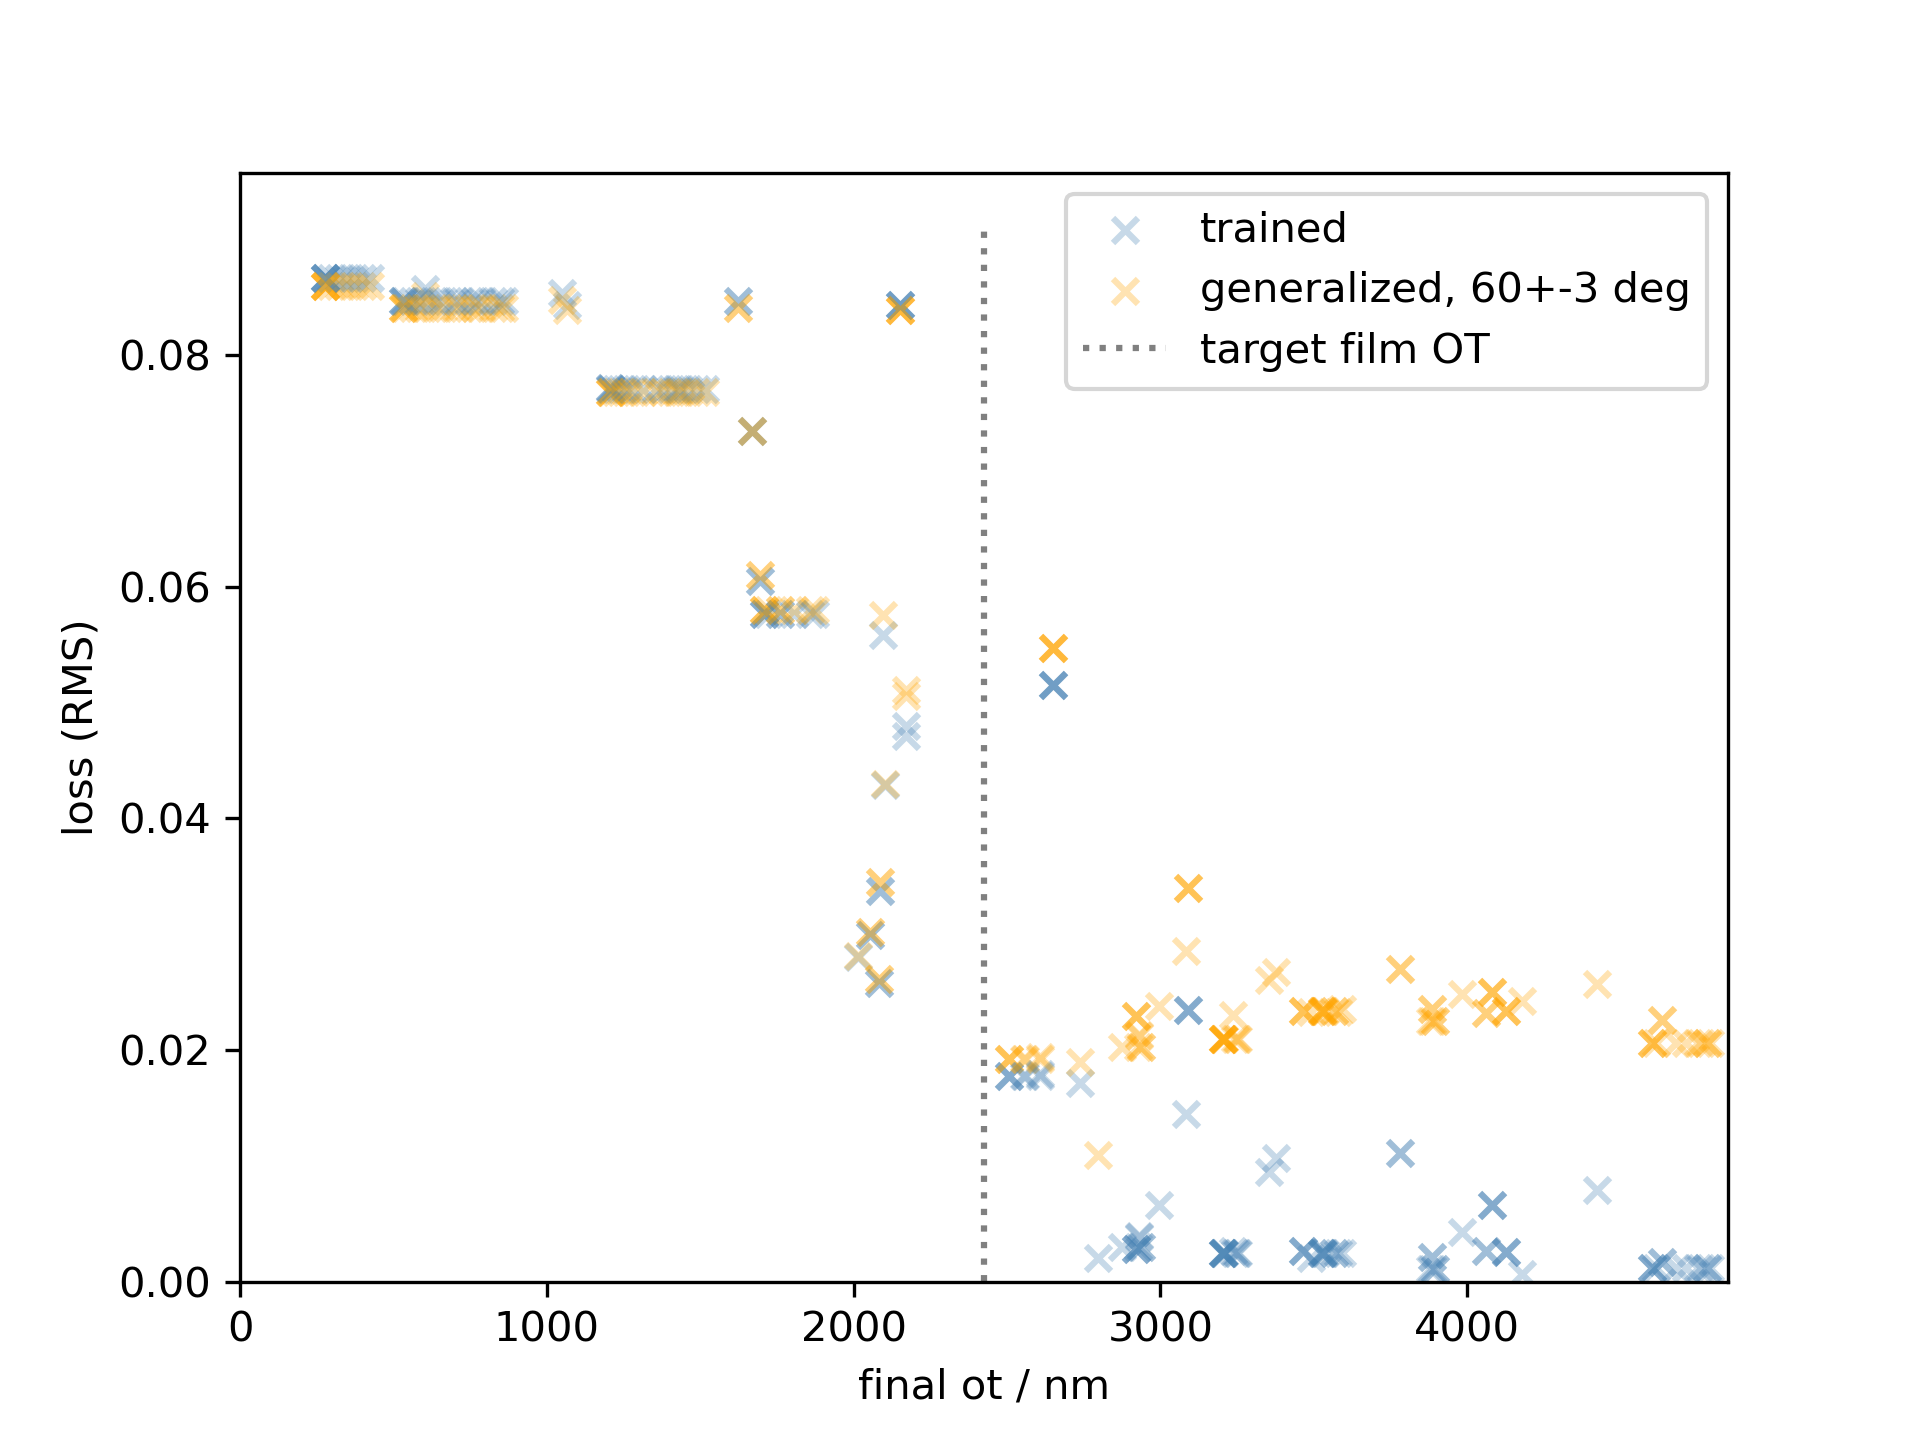 trained
generalized, 60+-3 deg
target film OT
0.08
0.06
0.04
0.02
0.00
loss (RMS)
0 1000 2000 3000 4000
final ot / nm